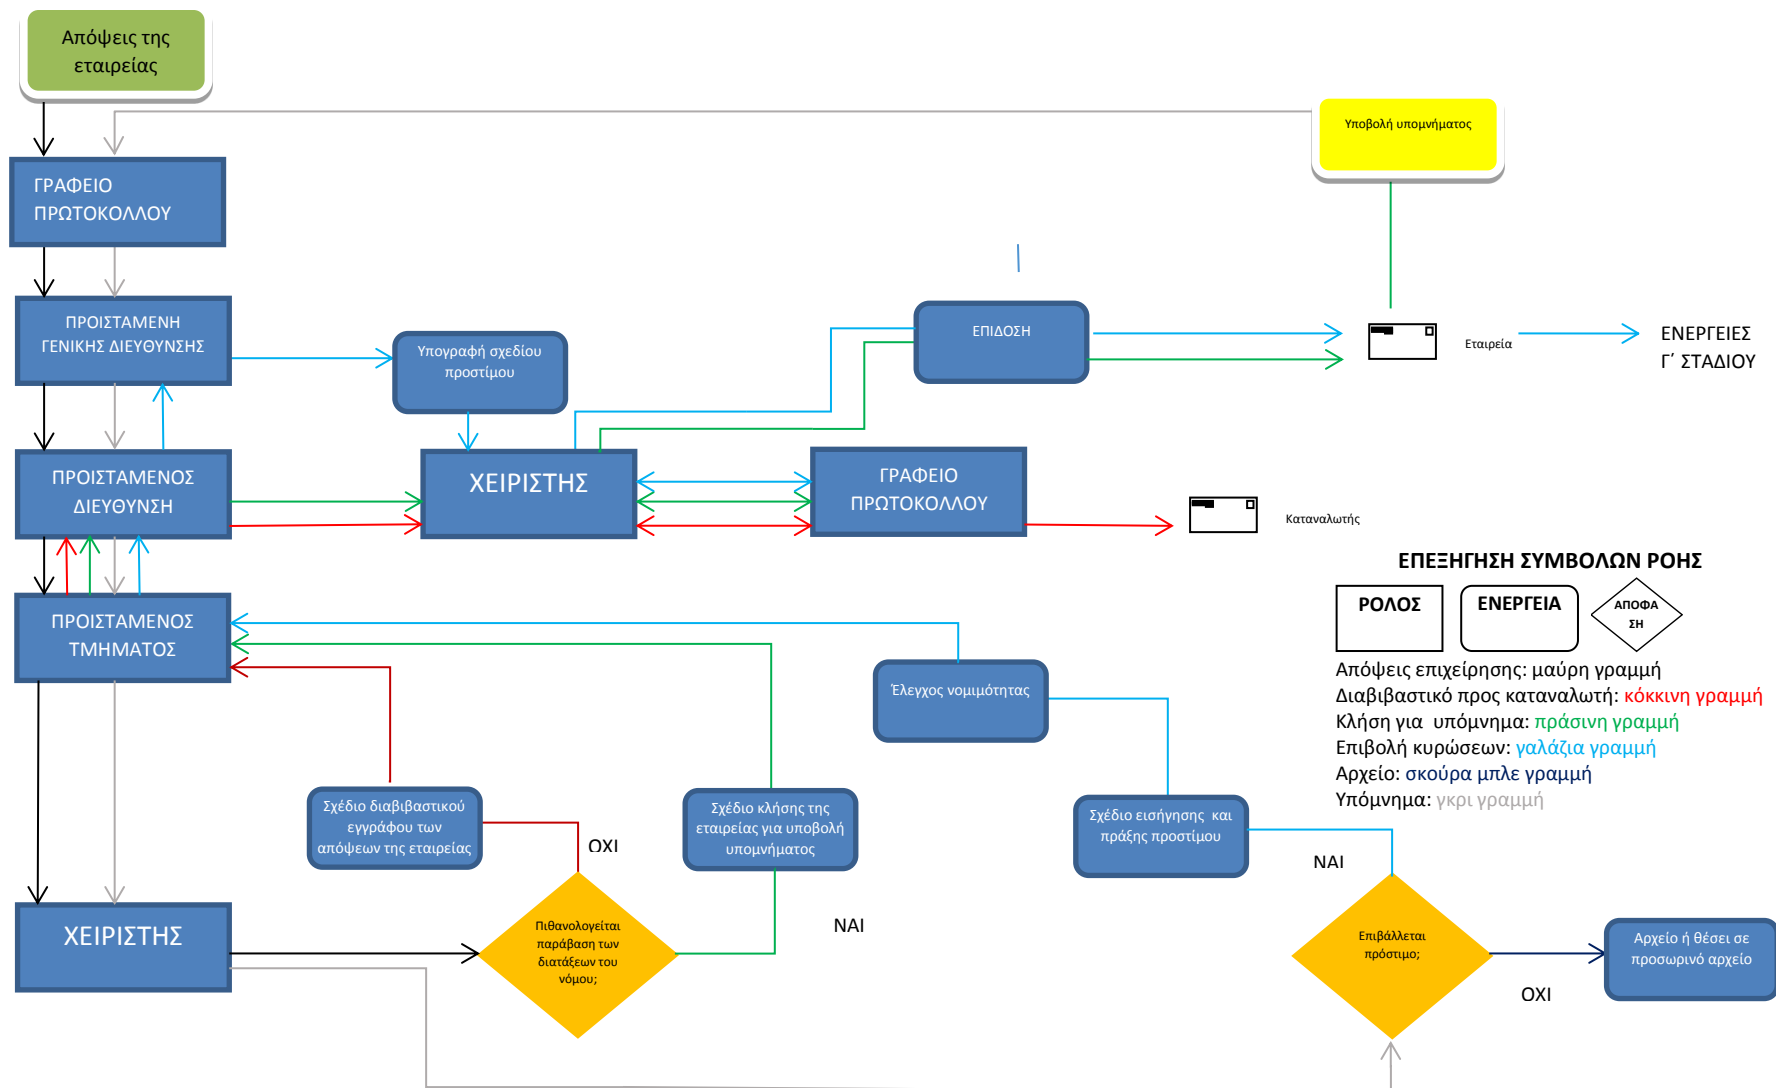 Απόψεις της
εταιρείας
Υποβολή υπομνήματος
ΓΡΑΦΕΙΟ
ΠΡΩΤΟΚΟΛΛΟΥ
ΠΡΟΙΣΤΑΜΕΝΗ
ΓΕΝΙΚΗΣ ΔΙΕΥΘΥΝΣΗΣ
Υπογραφή σχεδίου
προστίμου
ΕΠΙΔΟΣΗ
Εταιρεία
ΕΝΕΡΓΕΙΕΣ
Γ΄ ΣΤΑΔΙΟΥ
ΠΡΟΙΣΤΑΜΕΝΟΣ
ΔΙΕΥΘΥΝΣΗ
ΧΕΙΡΙΣΤΗΣ
ΓΡΑΦΕΙΟ
ΠΡΩΤΟΚΟΛΛΟΥ
Καταναλωτής
ΠΡΟΙΣΤΑΜΕΝΟΣ
ΤΜΗΜΑΤΟΣ
Έλεγχος νομιμότητας
ΕΠΕΞΗΓΗΣΗ ΣΥΜΒΟΛΩΝ ΡΟΗΣ
ΡΟΛΟΣ
ΕΝΕΡΓΕΙΑ
ΑΠΟΦΑ
ΣΗ
Απόψεις επιχείρησης: μαύρη γραμμή
Διαβιβαστικό προς καταναλωτή: κόκκινη γραμμή
Κλήση για υπόμνημα: πράσινη γραμμή
Επιβολή κυρώσεων: γαλάζια γραμμή
Αρχείο: σκούρα μπλε γραμμή
Υπόμνημα: γκρι γραμμή
Σχέδιο διαβιβαστικού
εγγράφου των
απόψεων της εταιρείας
ΟΧΙ
Σχέδιο κλήσης της
εταιρείας για υποβολή
υπομνήματος
ΝΑΙ
Σχέδιο εισήγησης και
πράξης προστίμου
ΝΑΙ
ΧΕΙΡΙΣΤΗΣ
Πιθανολογείται
παράβαση των
διατάξεων του
νόμου;
Επιβάλλεται
πρόστιμο;
ΟΧΙ
Αρχείο ή θέσει σε
προσωρινό αρχείο